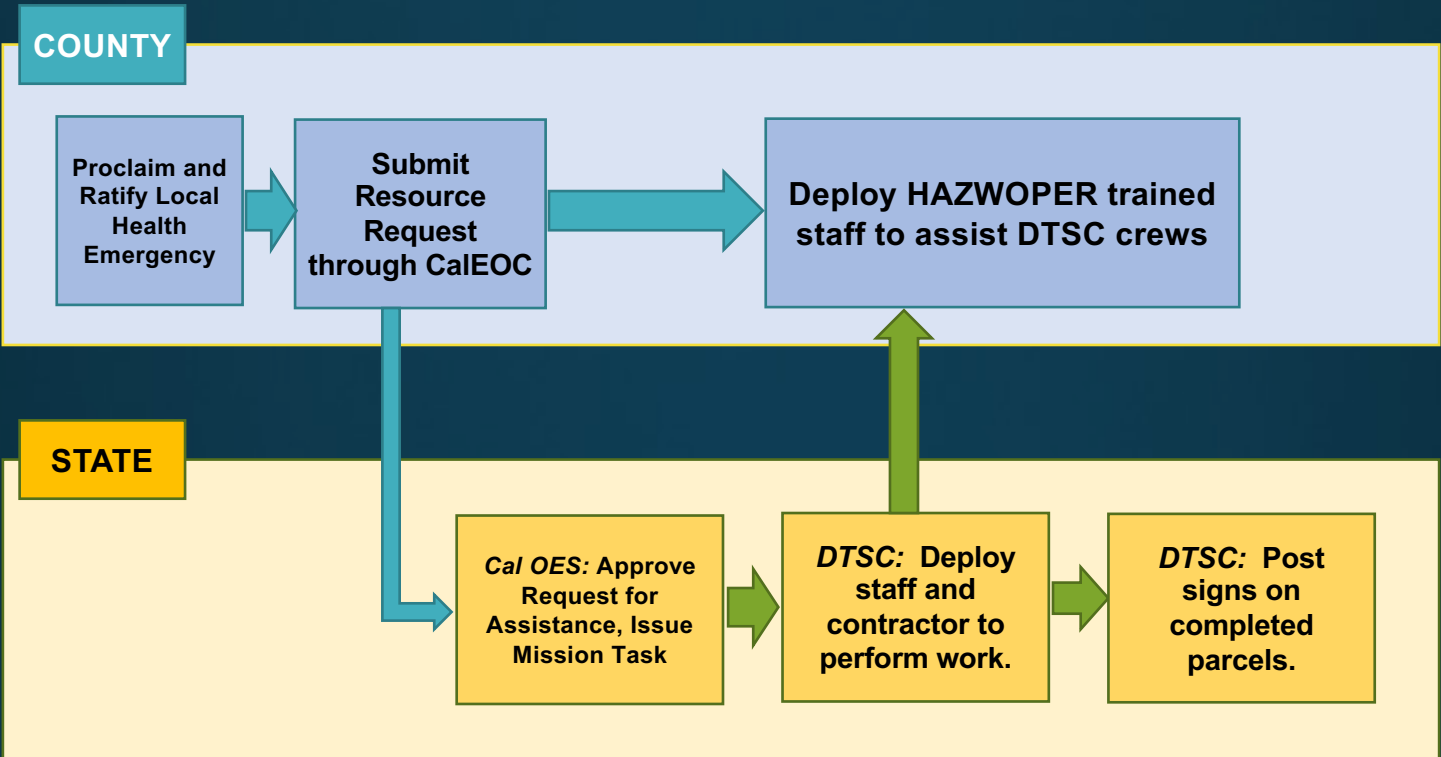 COUNTY
Proclaim and
Ratify Local
Health
Emergency
Submit
Resource
Request
through CalEOC
Deploy HAZWOPER trained
staff to assist DTSC crews
STATE
Cal OES: Approve
Request for
Assistance, Issue
Mission Task
DTSC: Deploy
staff and
contractor to
perform work.
DTSC: Post
signs on
completed
parcels.